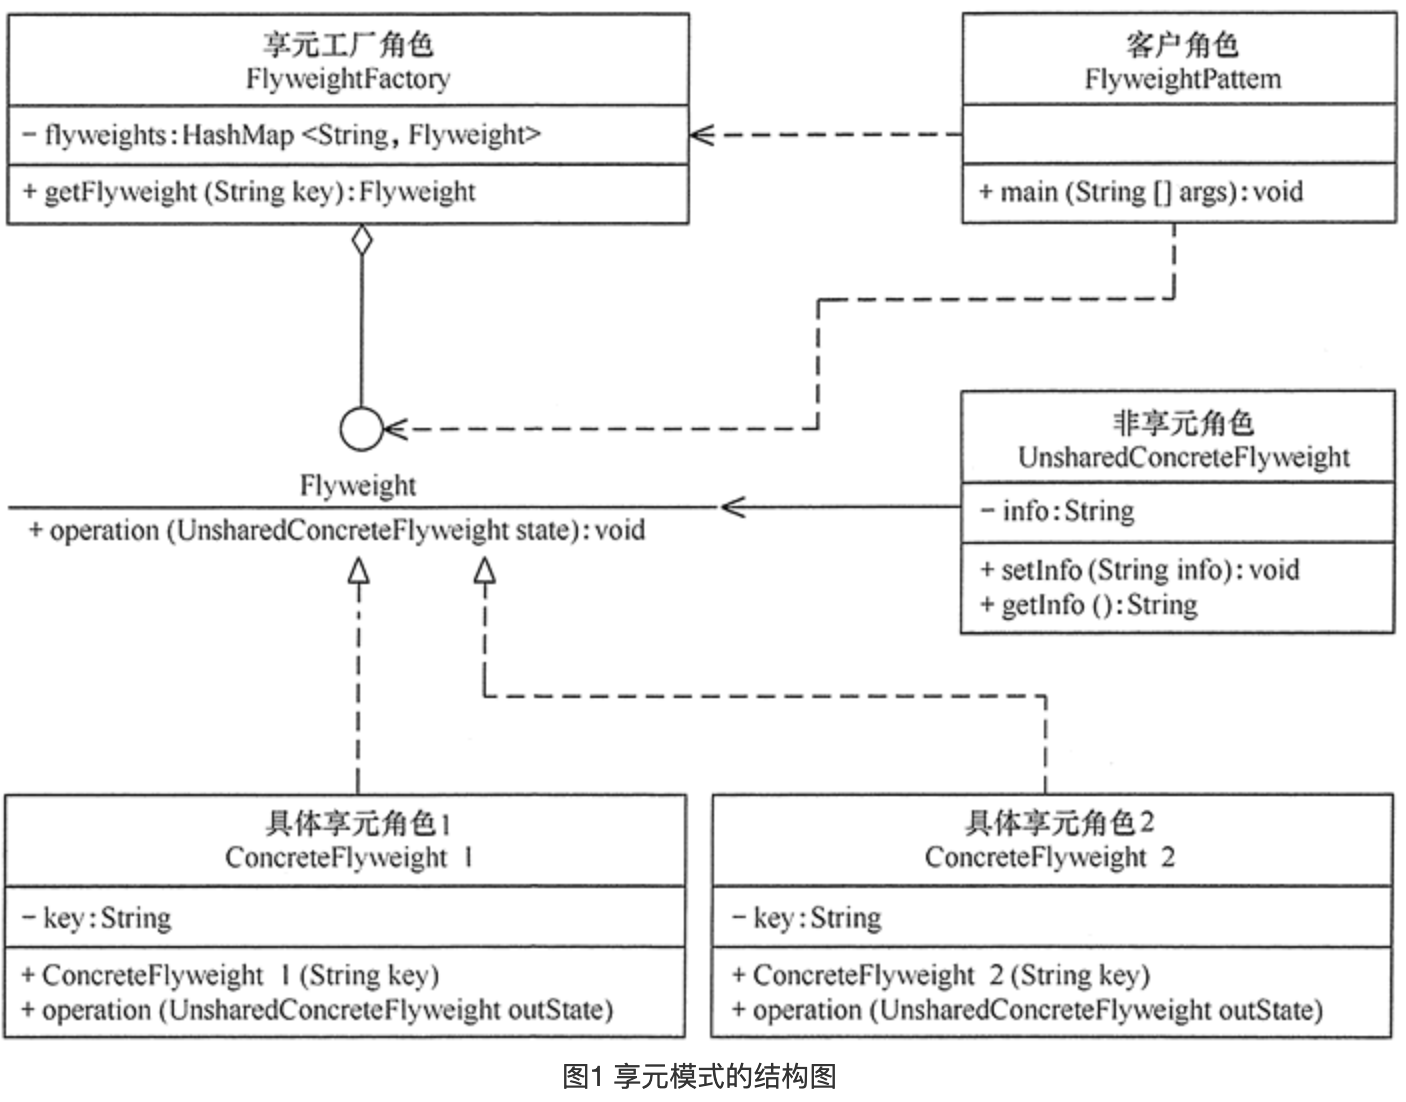 享元工厂角色
FlyweightFactory
- flyweights:HashMap <String, Flyweight>
+ getFlyweight (String key):Flyweight
客户角色
FlyweightPattem
+ main (String [] args):void
Flyweight
+ operation (UnsharedConcreteFlyweight state):void
非享元角色
UnsharedConcreteFlyweight
- info:String
+ setInfo (String info):void
+ getInfo ():String
具体享元角色1
ConcreteFlyweight 1
- key:String
+ ConcreteFlyweight 1 (String key)
+ operation (UnsharedConcreteFlyweight outState)
具体享元角色2
ConcreteFlyweight 2
- key:String
+ ConcreteFlyweight 2 (String key)
+ operation (UnsharedConcreteFlyweight outState)
图1 享元模式的结构图